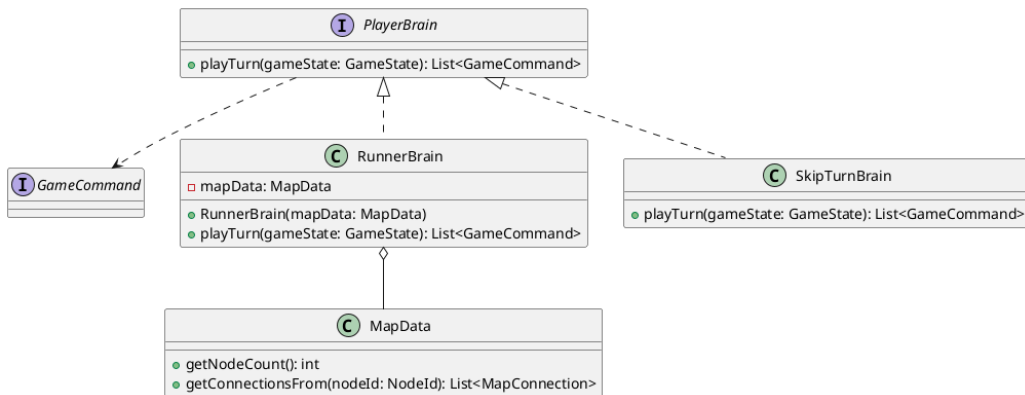 I PlayerBrain
+ playTurn(gameState: GameState): List<GameCommand>
I GameCommand
C RunnerBrain
mapData: MapData
RunnerBrain(mapData: MapData)
playTurn(gameState: GameState): List<GameCommand>
C SkipTurnBrain
playTurn(gameState: GameState): List<GameCommand>
C MapData
getNodeCount(): int
getConnectionsFrom(nodeId: NodeId): List<MapConnection>